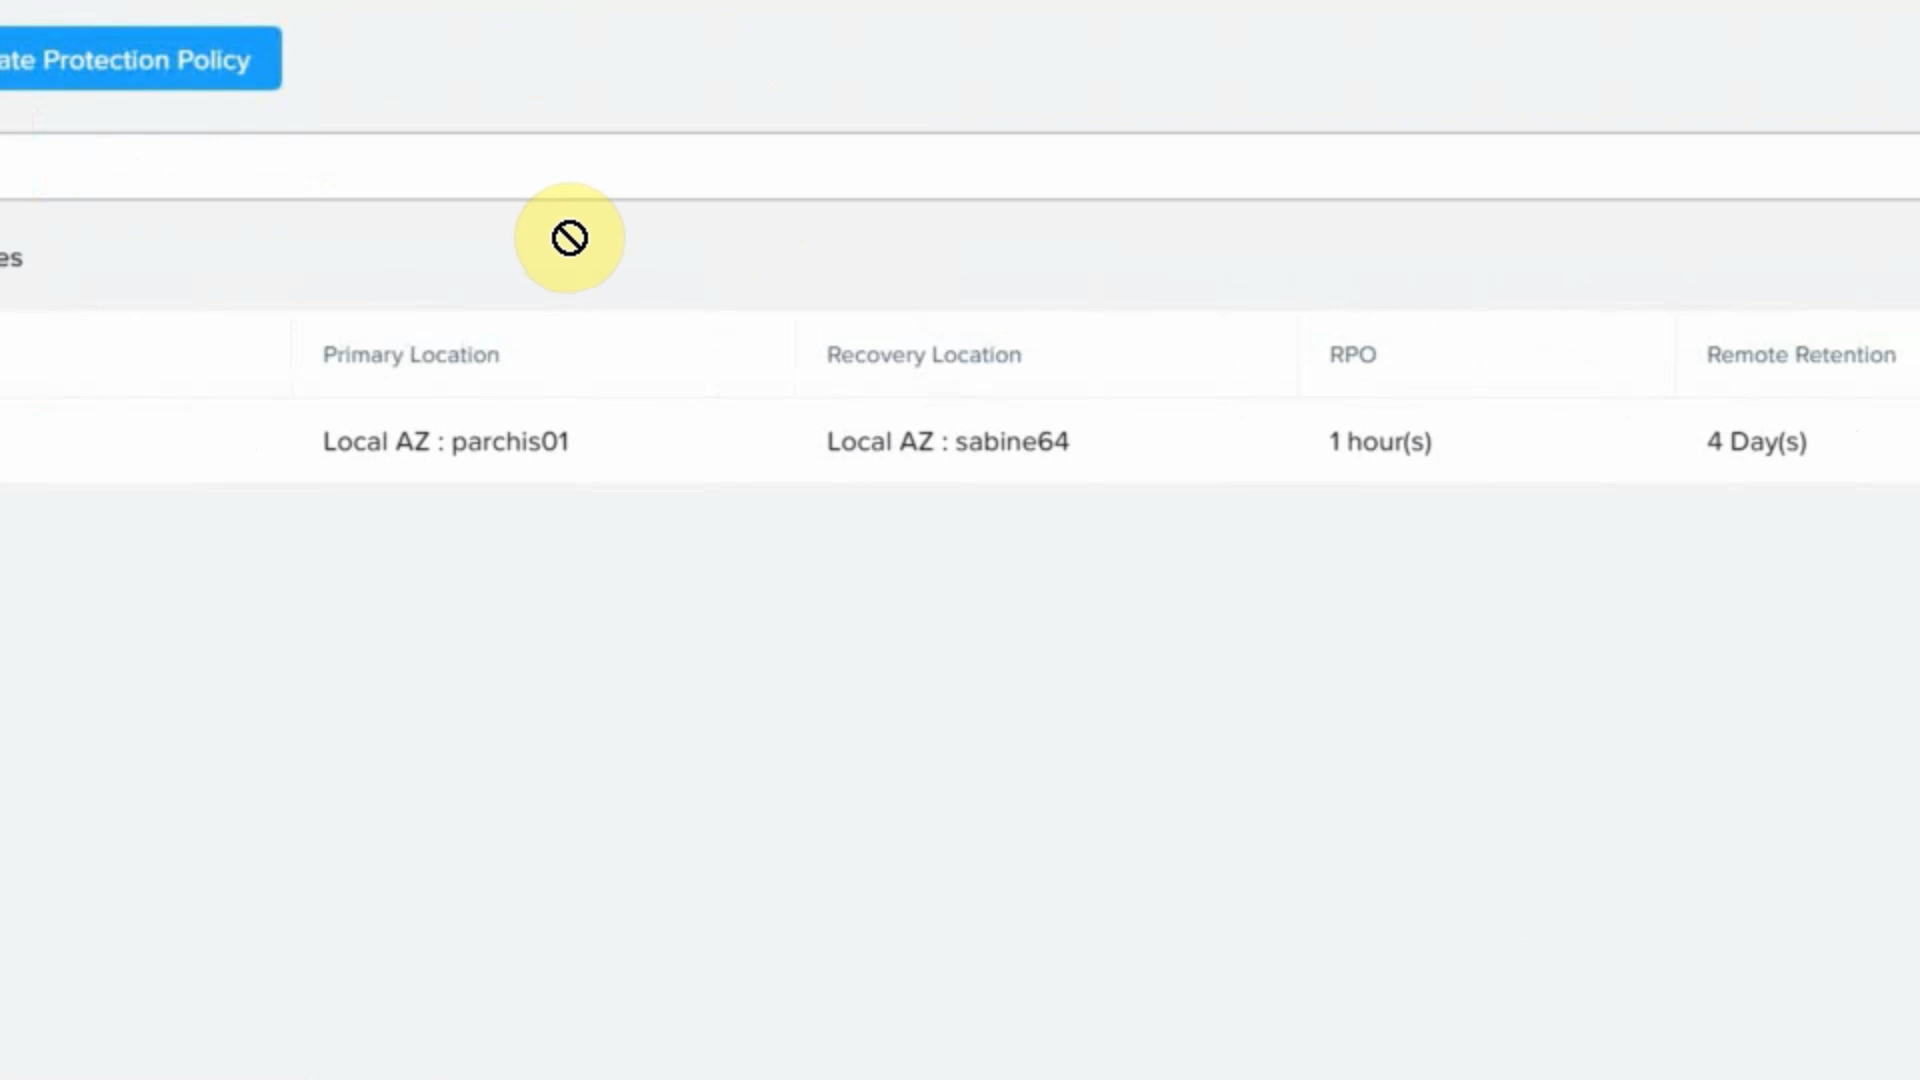 ate Protection Policy
es
Primary Location Recovery Location RPO Remote Retention
Local AZ : parchis01 Local AZ : sabine64 1 hour(s) 4 Day(s)